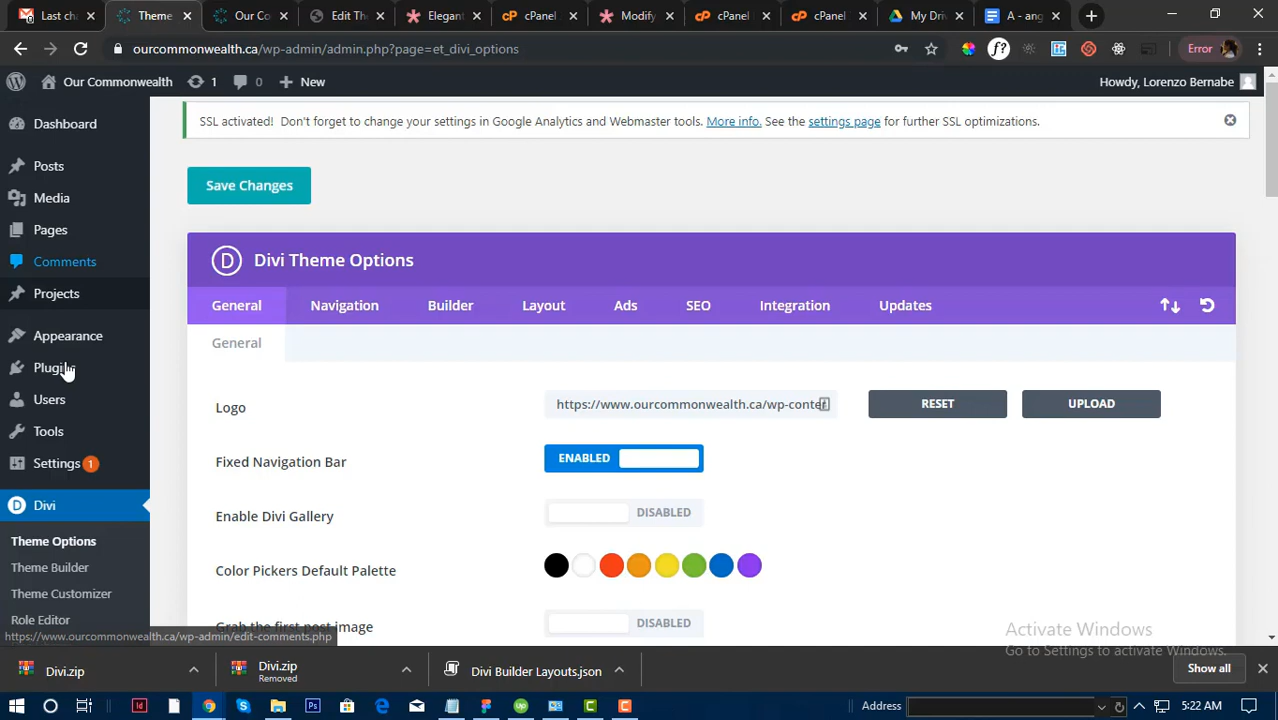 Last ch
Theme
Our Co
Edit The
Elegant
cPanel
Modify
cPanel
cPanel
My Driv
A - ang
ourcommonwealth.ca/wp-admin/admin.php?page=et_divi_options
Error
Our Commonwealth
1
0
New
Howdy, Lorenzo Bernabe
Dashboard
Posts
Media
Pages
Comments
Projects
Appearance
Plugi
Users
Tools
Settings 1
Divi
Theme Options
Theme Builder
Theme Customizer
Role Editor
SSL activated! Don't forget to change your settings in Google Analytics and Webmaster tools. More info. See the settings page for further SSL optimizations.
Save Changes
D Divi Theme Options
General Navigation Builder Layout Ads SEO Integration Updates
General
Logo https://www.ourcommonwealth.ca/wp-conter RESET UPLOAD
Fixed Navigation Bar ENABLED
Enable Divi Gallery DISABLED
Color Pickers Default Palette
Grab the first post image DISABLED
https://www.ourcommonwealth.ca/wp-admin/edit-comments.php
Activate Windows
Go to Settings to activate Windows.
Divi.zip
Divi.zip
Removed
Divi Builder Layouts.json
Show all
Address
5:22 AM